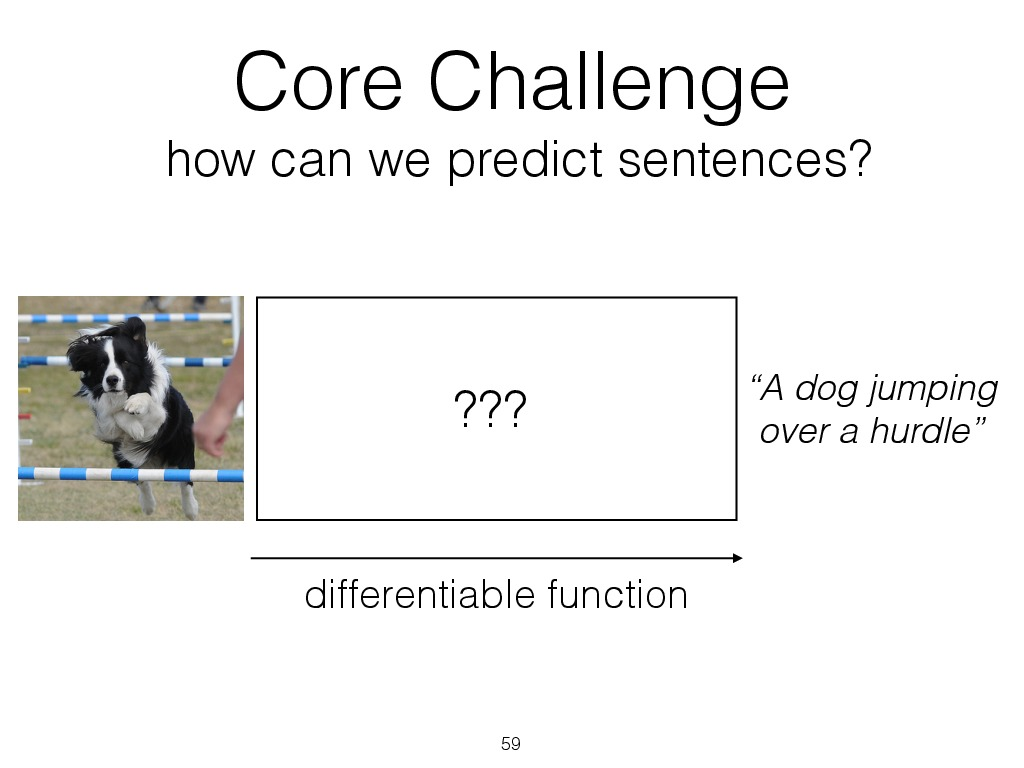 Core Challenge
how can we predict sentences?
???
“A dog jumping
over a hurdle”
differentiable function
59